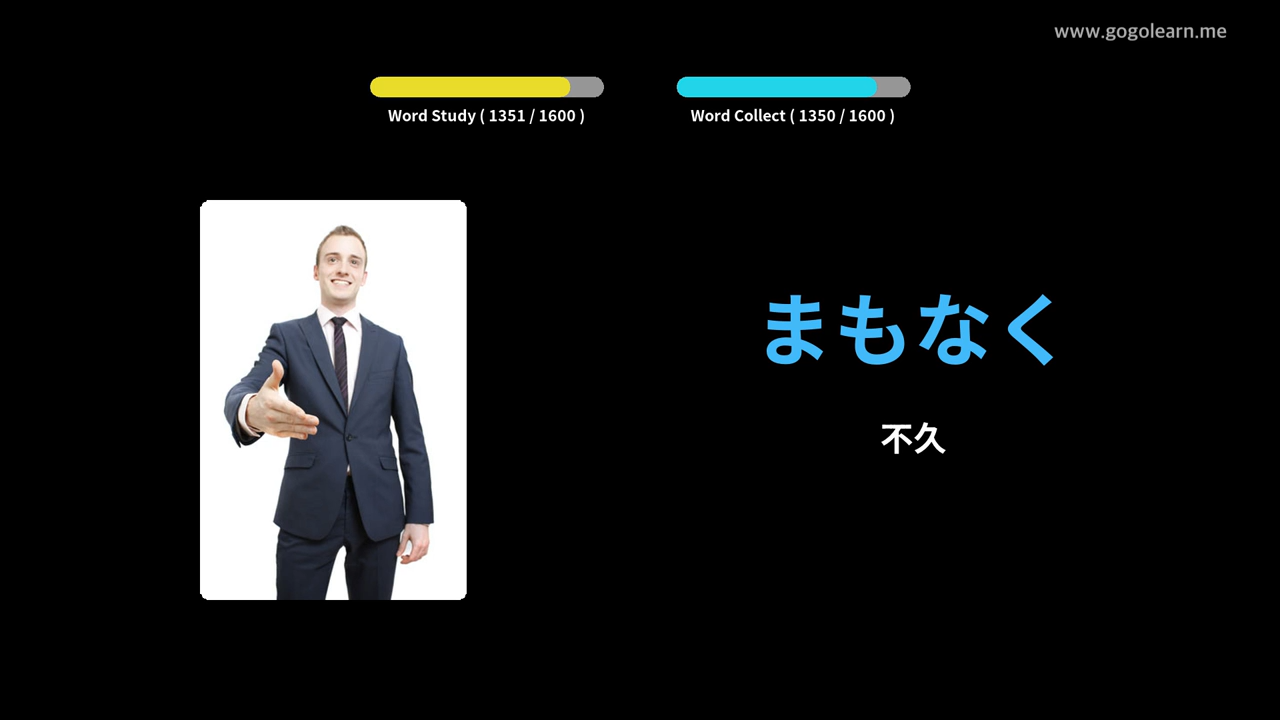 www.gogolearn.me
Word Study ( 1351 / 1600 )
Word Collect ( 1350 / 1600 )
まもなく
不久